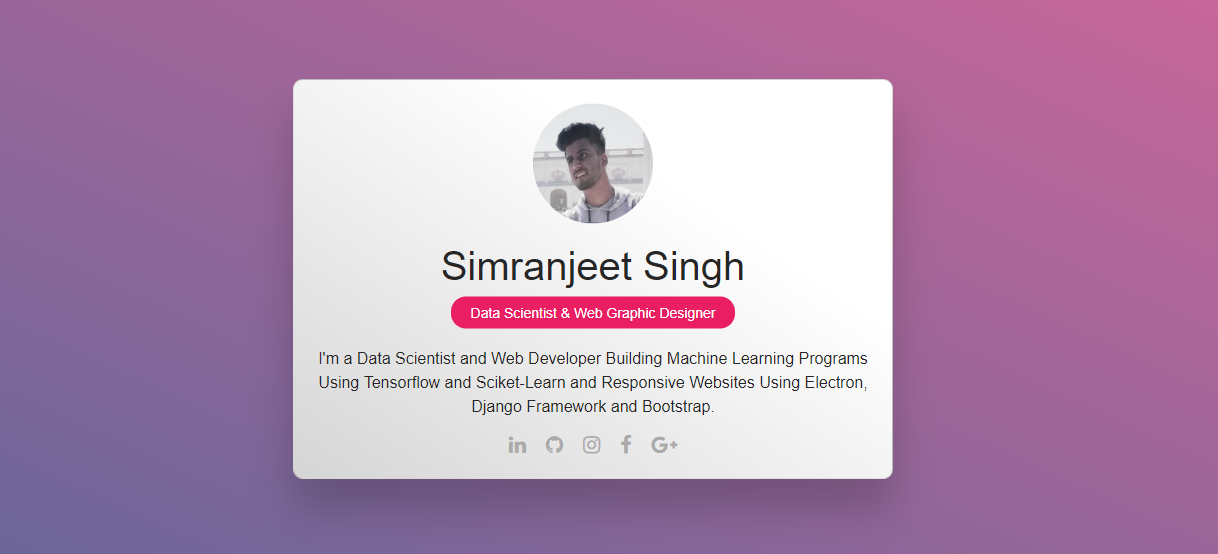 Simranjeet Singh
Data Scientist & Web Graphic Designer
I'm a Data Scientist and Web Developer Building Machine Learning Programs
Using Tensorflow and Sciket-Learn and Responsive Websites Using Electron,
Django Framework and Bootstrap.